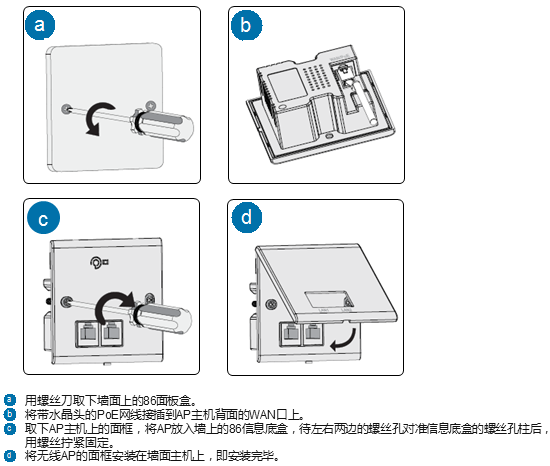 a
b
c
d
a 用螺丝刀取下墙面上的86面板盒。
b 将带水晶头的PoE网线接插到AP主机背面的WAN口上。
c 取下AP主机上的面框，将AP放入墙上的86信息底盒，待左右两边的螺丝孔对准信息底盒的螺丝孔柱后，
用螺丝拧紧固定。
d 将无线AP的面框安装在墙面主机上，即安装完毕。